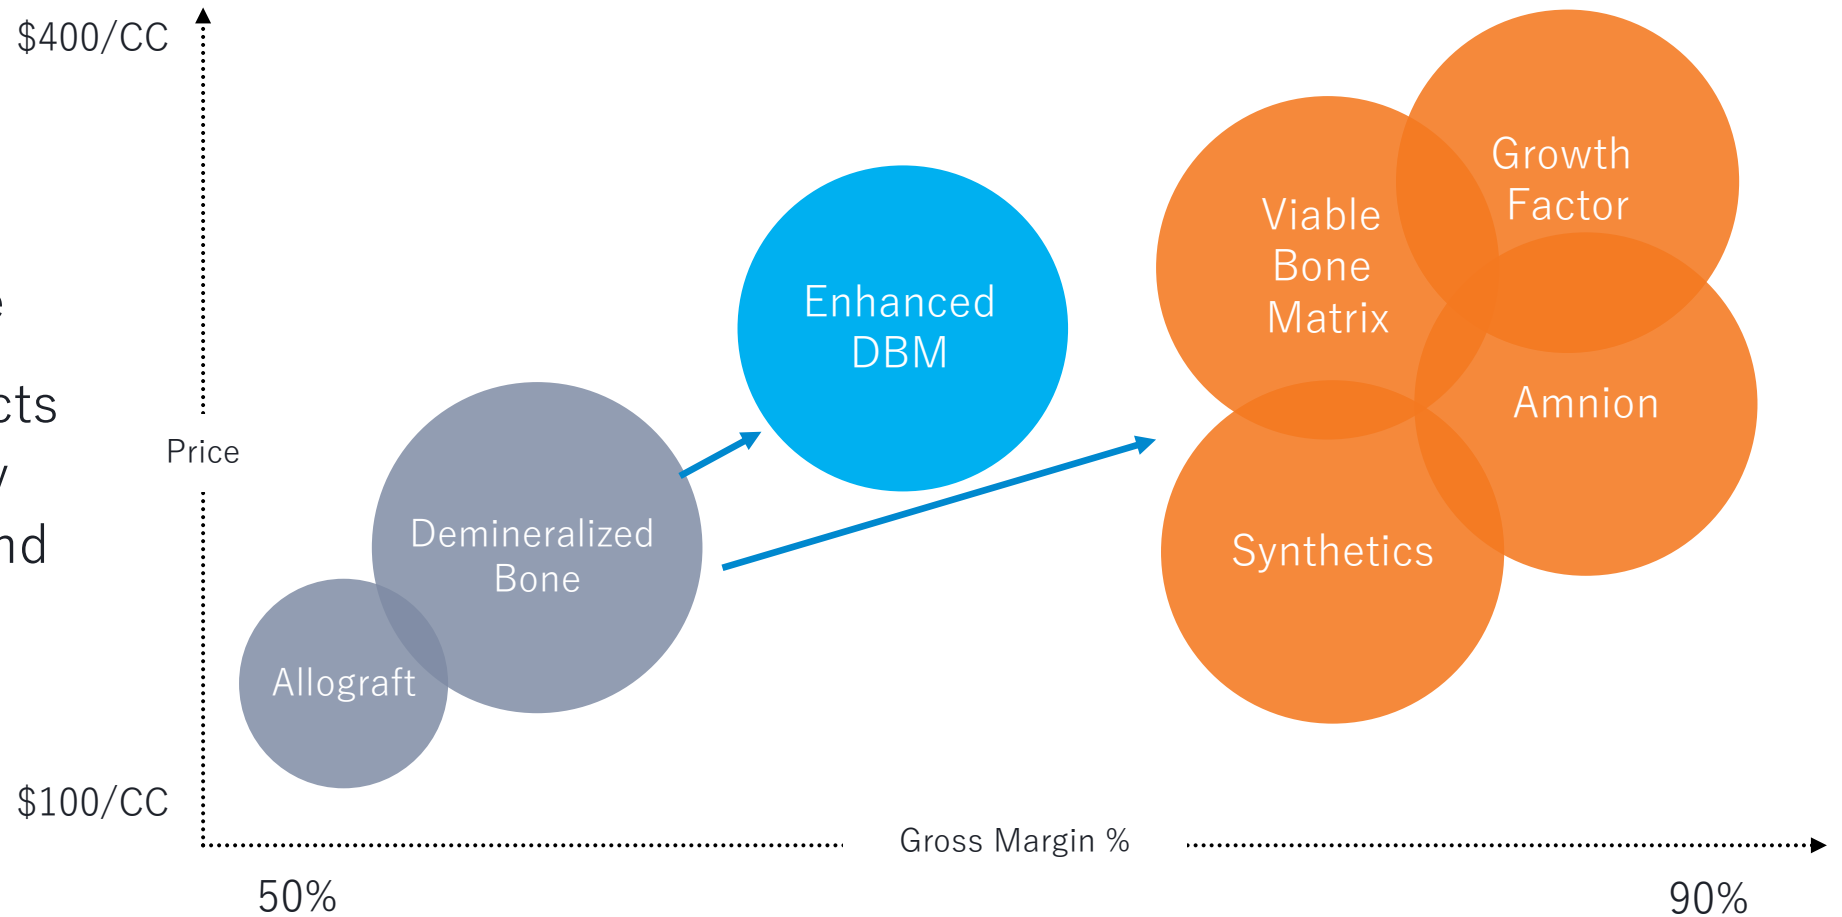 $400/CC
Growth
Factor
Viable
Bone
Matrix
Enhanced
DBM
Amnion
Price
Demineralized
Bone
Synthetics
Allograft
$100/CC
Gross Margin %
50%
90%